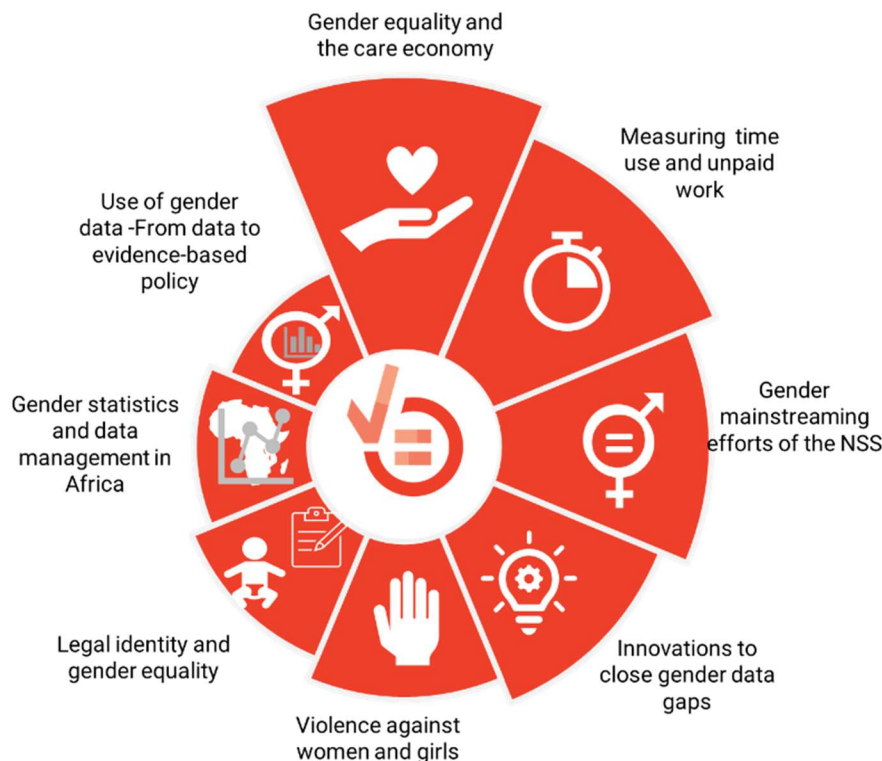 Gender equality and
the care economy
Measuring time
use and unpaid
work
Gender
mainstreaming
efforts of the NSS
Innovations to
close gender data
gaps
Violence against
women and girls
Legal identity and
gender equality
Gender statistics
and data
management in
Africa
Use of gender
data -From data to
evidence-based
policy